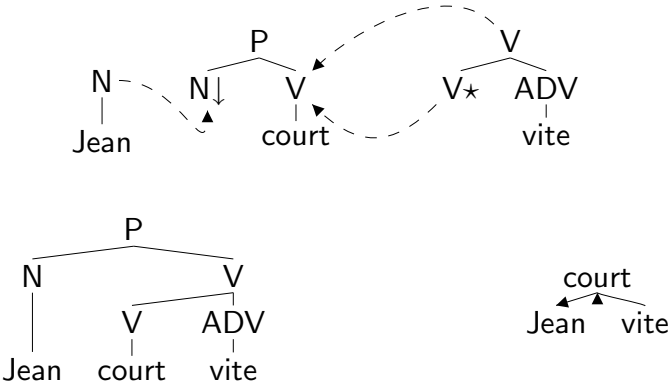 P V
N N↓ V V⋆ ADV
Jean court vite
P
N V court
V ADV Jean vite
Jean court vite